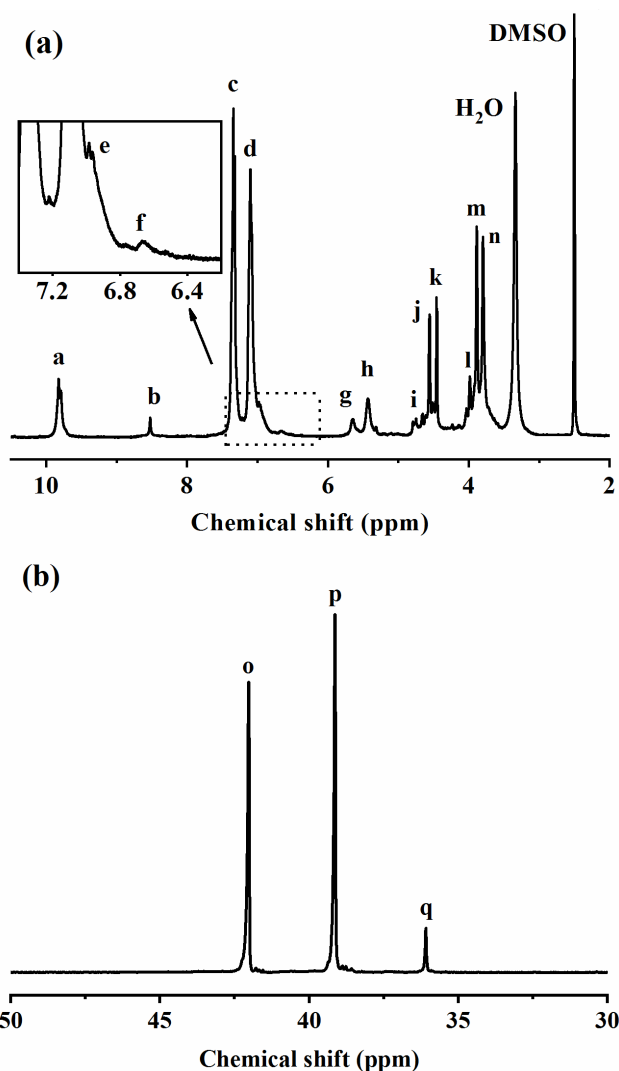 (a)
DMSO
H₂O
c
d
e
f
7.2 6.8 6.4
m
n
k
j
a
h
l
b
g
i
10 8 6 4 2
Chemical shift (ppm)
(b)
p
o
q
50 45 40 35 30
Chemical shift (ppm)